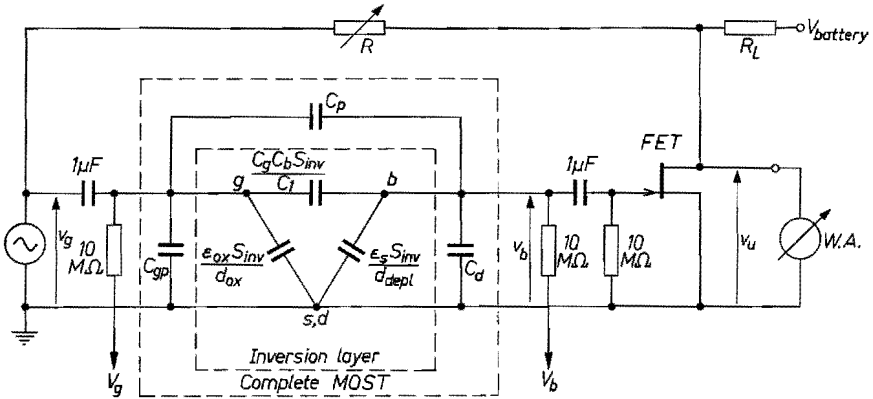 R
R_L
V_battery
C_p
FET
1μF
C_g C_b S_inv
C_1
1μF
g
b
v_g
10
MΩ
C_gp
ε_ox S_inv
d_ox
ε_s S_inv
d_depl
C_d
v_b
10
MΩ
10
MΩ
v_u
W.A.
s,d
Inversion layer
Complete MOST
V_g
V_b